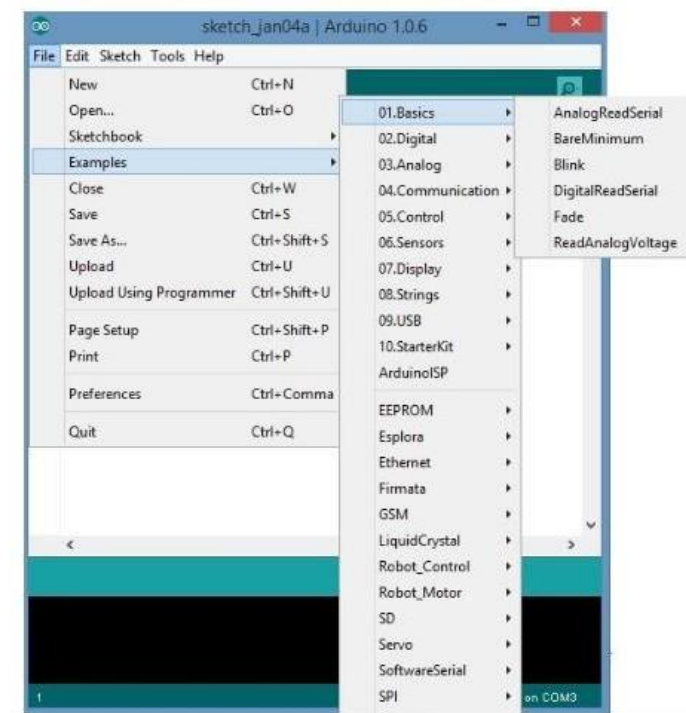 sketch_jan04a | Arduino 1.0.6
File Edit Sketch Tools Help
New Ctrl+N
Open... Ctrl+O
Sketchbook
Examples
Close Ctrl+W
Save Ctrl+S
Save As... Ctrl+Shift+S
Upload Ctrl+U
Upload Using Programmer Ctrl+Shift+U
Page Setup Ctrl+Shift+P
Print Ctrl+P
Preferences Ctrl+Comma
Quit Ctrl+Q
01.Basics
02.Digital
03.Analog
04.Communication
05.Control
06.Sensors
07.Display
08.Strings
09.USB
10.StarterKit
ArduinoISP
EEPROM
Esplora
Ethernet
Firmata
GSM
LiquidCrystal
Robot_Control
Robot_Motor
SD
Servo
SoftwareSerial
SPI
AnalogReadSerial
BareMinimum
Blink
DigitalReadSerial
Fade
ReadAnalogVoltage
1 on COM3